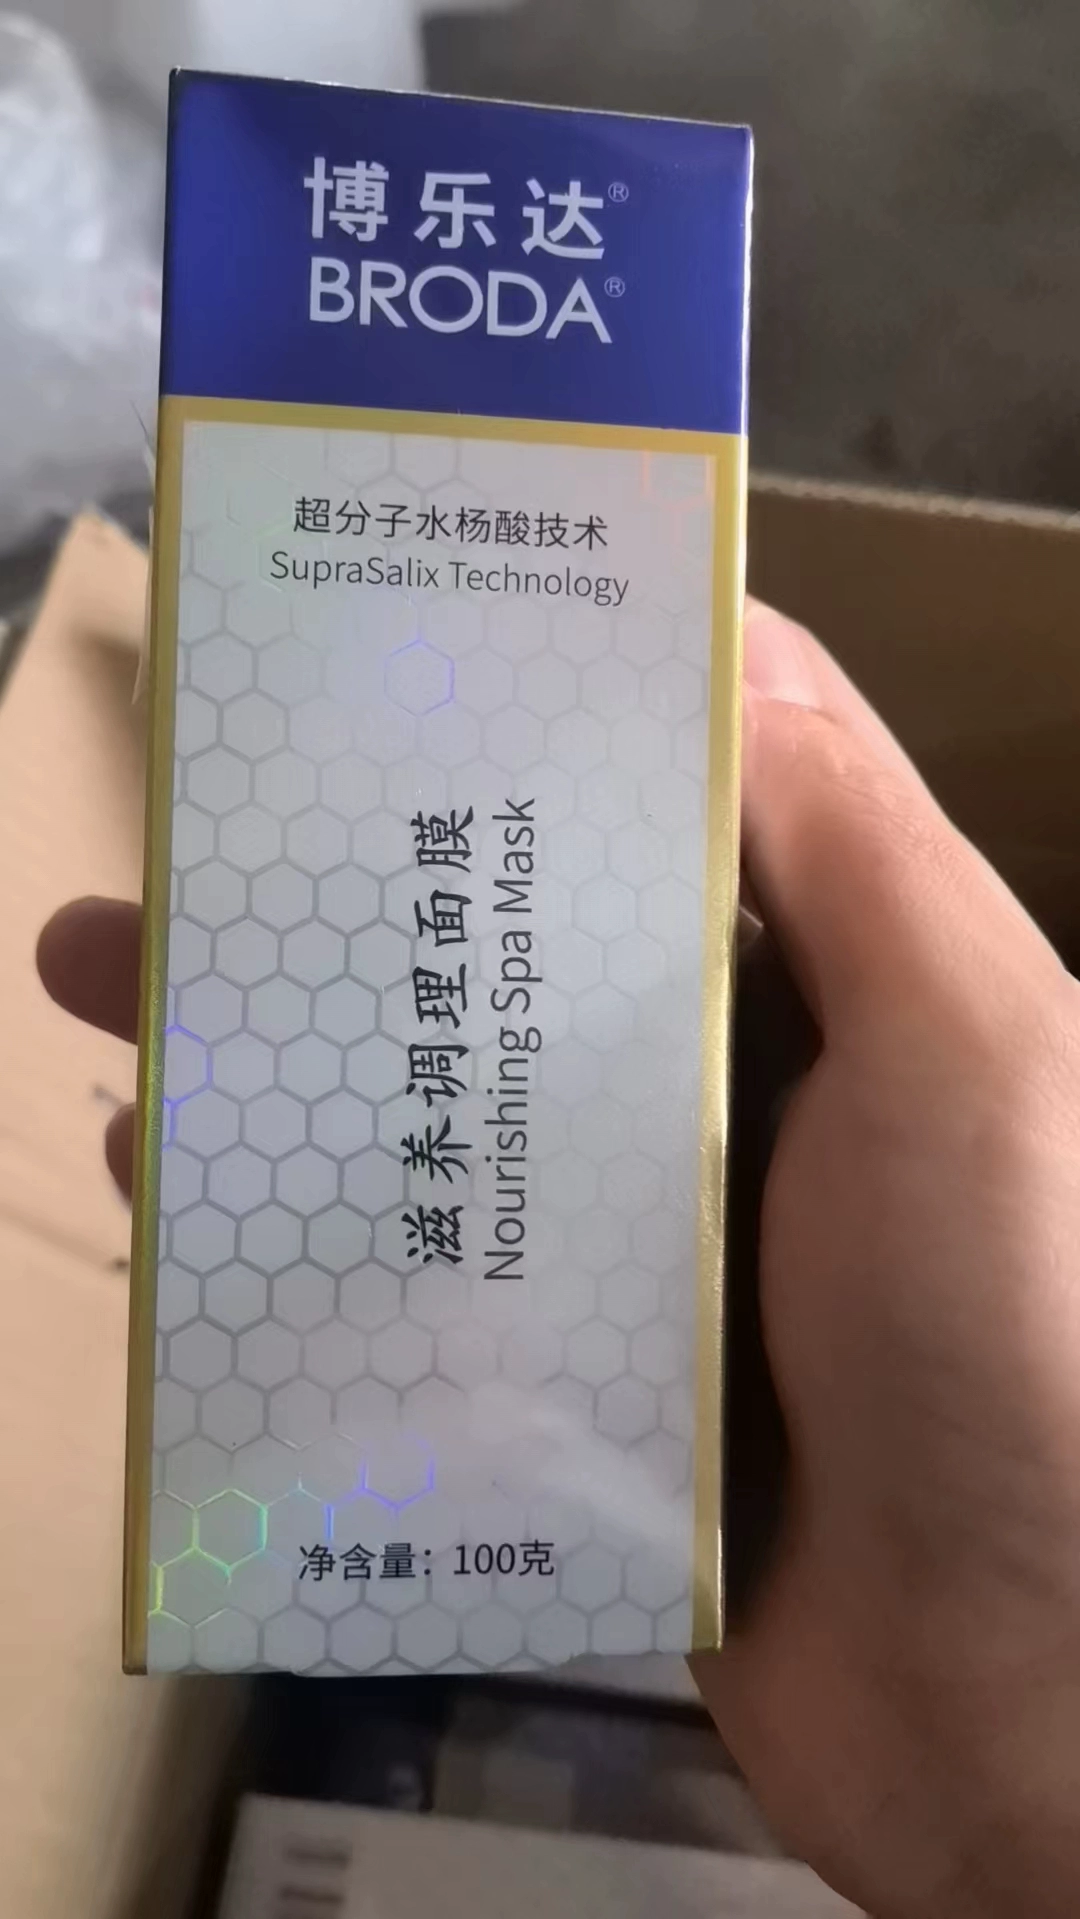 博乐达®
BRODA®
超分子水杨酸技术
SupraSalix Technology
滋养调理面膜
Nourishing Spa Mask
净含量：100克